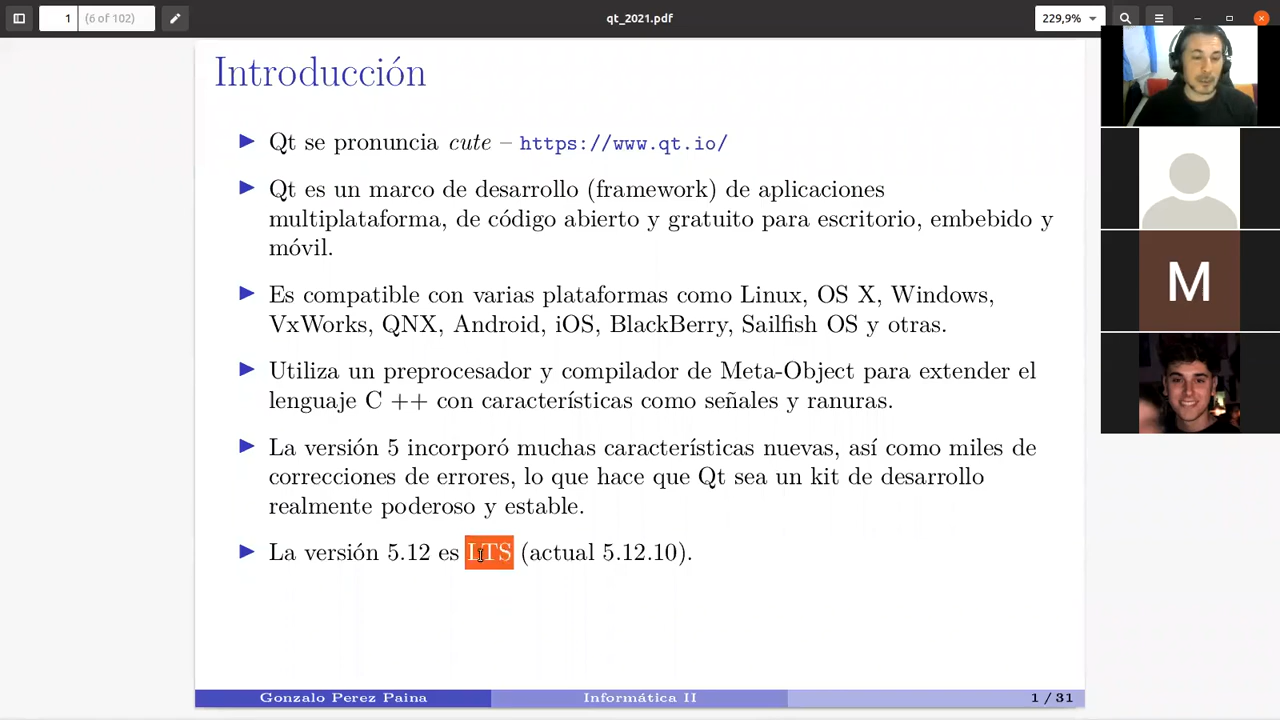 1
(6 of 102)
qt_2021.pdf
229,9%
Introducción
Qt se pronuncia cute – https://www.qt.io/
Qt es un marco de desarrollo (framework) de aplicaciones
multiplataforma, de código abierto y gratuito para escritorio, embebido y
móvil.
Es compatible con varias plataformas como Linux, OS X, Windows,
VxWorks, QNX, Android, iOS, BlackBerry, Sailfish OS y otras.
Utiliza un preprocesador y compilador de Meta-Object para extender el
lenguaje C ++ con características como señales y ranuras.
La versión 5 incorporó muchas características nuevas, así como miles de
correcciones de errores, lo que hace que Qt sea un kit de desarrollo
realmente poderoso y estable.
La versión 5.12 es LTS (actual 5.12.10).
M
Gonzalo Perez Paina
Informática II
1 / 31